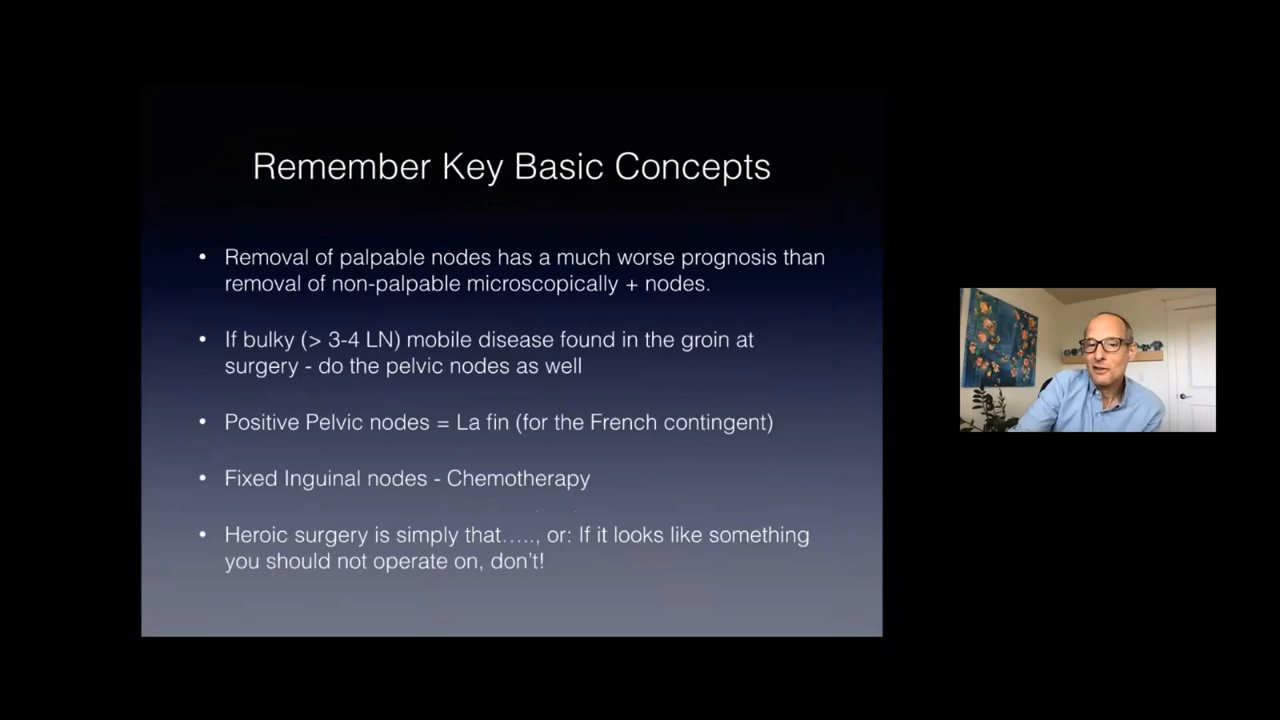 Remember Key Basic Concepts
• Removal of palpable nodes has a much worse prognosis than
removal of non-palpable microscopically + nodes.
• If bulky (> 3-4 LN) mobile disease found in the groin at
surgery - do the pelvic nodes as well
• Positive Pelvic nodes = La fin (for the French contingent)
• Fixed Inguinal nodes - Chemotherapy
• Heroic surgery is simply that….., or: If it looks like something
you should not operate on, don’t!